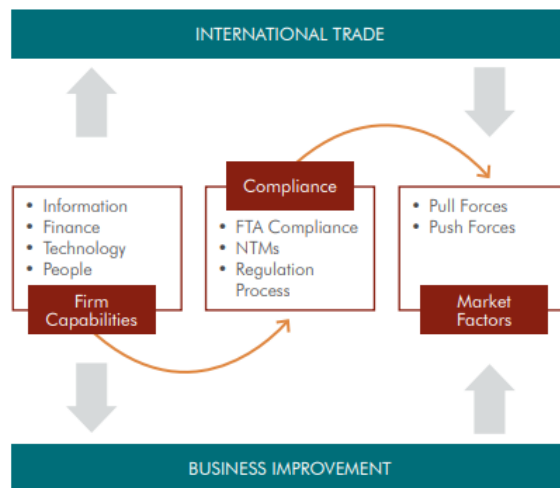 INTERNATIONAL TRADE
• Information
• Finance
• Technology
• People
Firm
Capabilities
Compliance
• FTA Compliance
• NTMs
• Regulation
Process
• Pull Forces
• Push Forces
Market
Factors
BUSINESS IMPROVEMENT